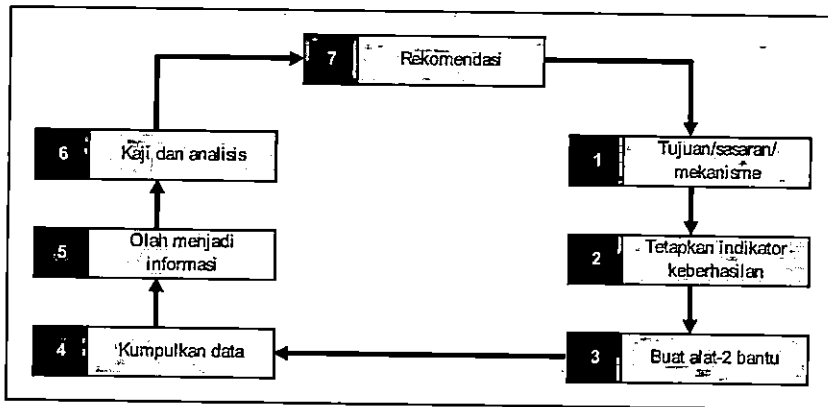 7 Rekomendasi
6 Kaji dan analisis
1 Tujuan/sasaran/
mekanisme
5 Olah menjadi
informasi
2 Tetapkan indikator
keberhasilan
4 Kumpulkan data
3 Buat alat-2 bantu